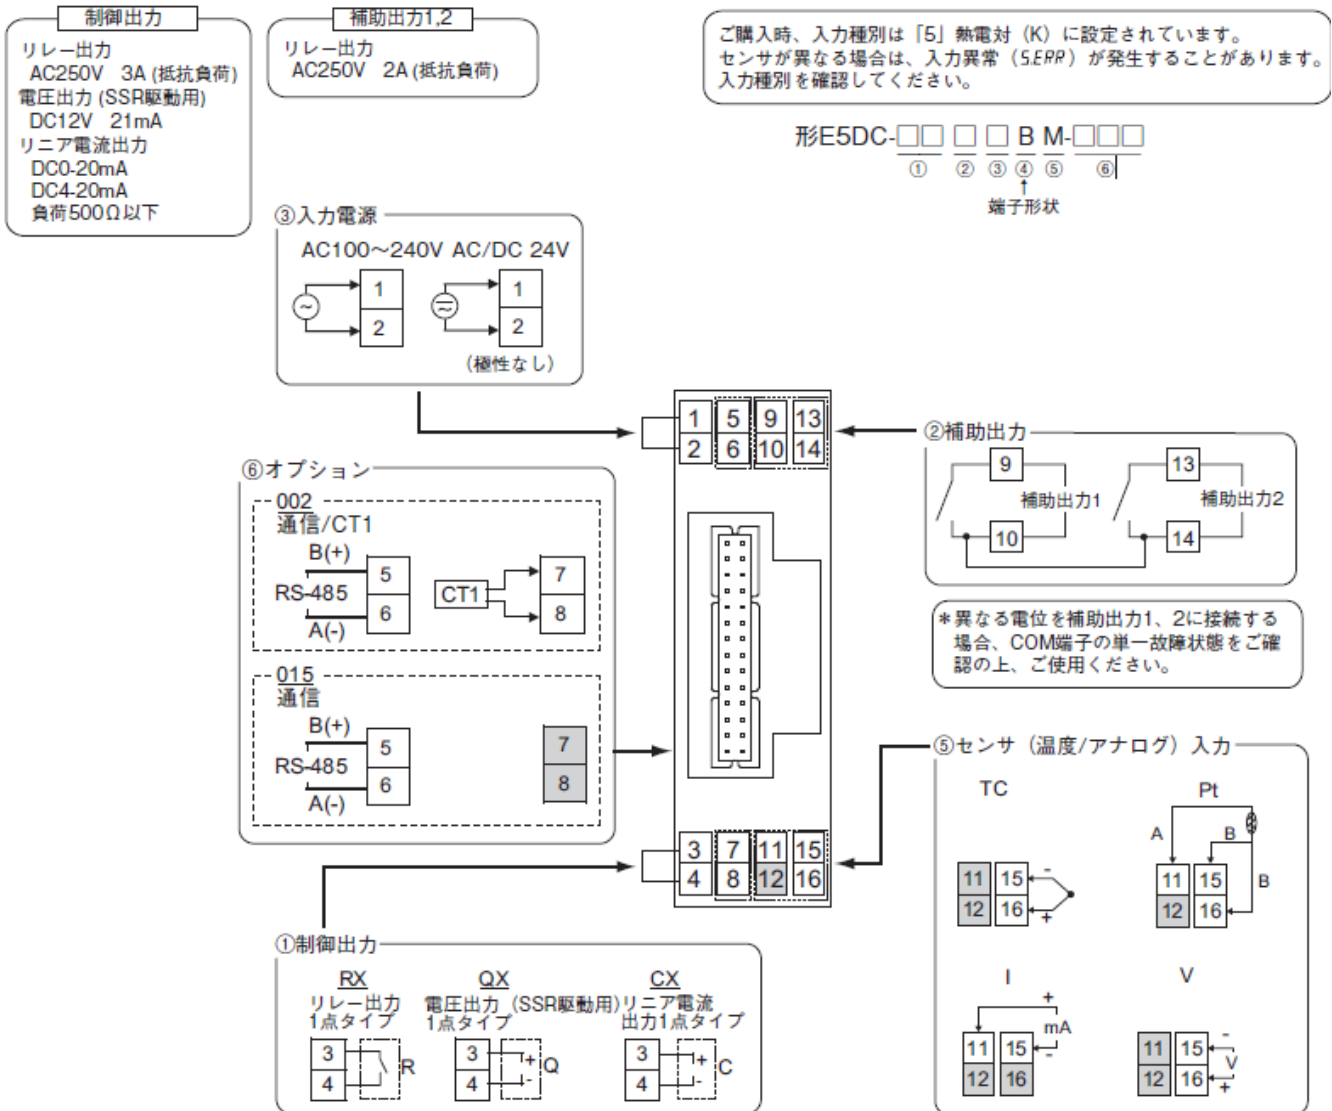 制御出力
リレー出力
AC250V 3A (抵抗負荷)
電圧出力 (SSR駆動用)
DC12V 21mA
リニア電流出力
DC0-20mA
DC4-20mA
負荷500Ω以下
補助出力1,2
リレー出力
AC250V 2A (抵抗負荷)
ご購入時、入力種別は「5」熱電対（K）に設定されています。
センサが異なる場合は、入力異常（S.ERR）が発生することがあります。
入力種別を確認してください。
形E5DC-□□ □ □ B M-□□□
① ② ③ ④ ⑤ ⑥
↑
端子形状
③入力電源
AC100～240V AC/DC 24V
1 1
2 2
(極性なし)
1 5 9 13
2 6 10 14
②補助出力
9 13
補助出力1 補助出力2
10 14
＊異なる電位を補助出力1、2に接続する
場合、COM端子の単一故障状態をご確
認の上、ご使用ください。
⑥オプション
002
通信/CT1
B(+)
5 7
RS-485 CT1
6 8
A(-)
015
通信
B(+)
5 7
RS-485
6 8
A(-)
3 7 11 15
4 8 12 16
①制御出力
RX QX CX
リレー出力 電圧出力（SSR駆動用）リニア電流
1点タイプ 1点タイプ 出力1点タイプ
3 R 3 + Q 3 + C
4 4 - 4 -
⑤センサ（温度/アナログ）入力
TC Pt
A B
11 15 - 11 15 B
12 16 + 12 16
I V
+ mA
11 15 - 11 15 - V
12 16 12 16 +